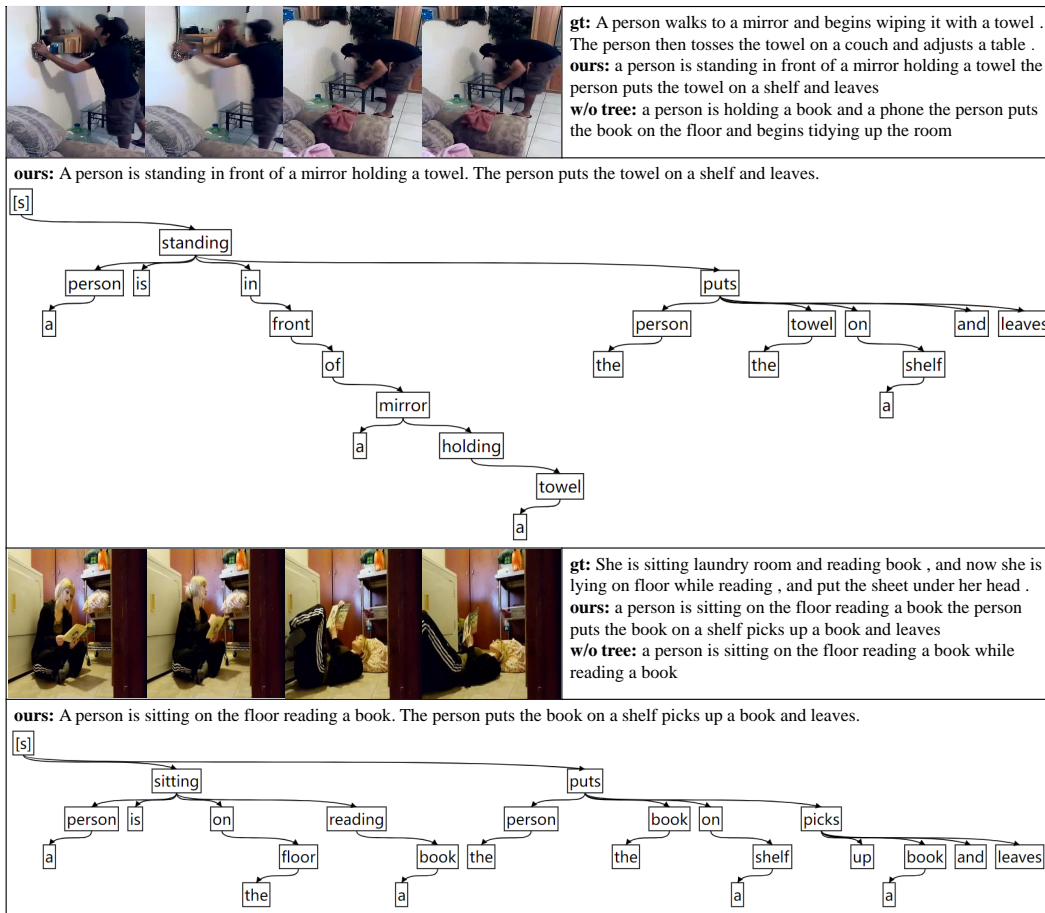 gt: A person walks to a mirror and begins wiping it with a towel .
The person then tosses the towel on a couch and adjusts a table .
ours: a person is standing in front of a mirror holding a towel the
person puts the towel on a shelf and leaves
w/o tree: a person is holding a book and a phone the person puts
the book on the floor and begins tidying up the room
ours: A person is standing in front of a mirror holding a towel. The person puts the towel on a shelf and leaves.
[s]
standing
person is in puts
a front person towel on and leaves
of the the shelf
mirror a
a holding
towel
a
gt: She is sitting laundry room and reading book , and now she is
lying on floor while reading , and put the sheet under her head .
ours: a person is sitting on the floor reading a book the person
puts the book on a shelf picks up a book and leaves
w/o tree: a person is sitting on the floor reading a book while
reading a book
ours: A person is sitting on the floor reading a book. The person puts the book on a shelf picks up a book and leaves.
[s]
sitting puts
person is on reading person book on picks
a floor book the the shelf up book and leaves
the a a a